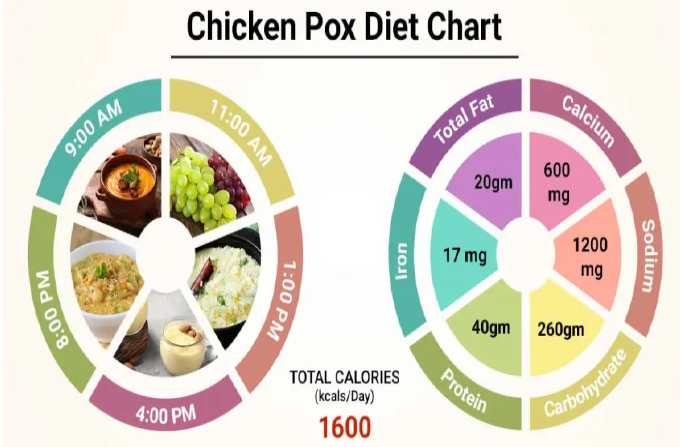 Chicken Pox Diet Chart
9:00 AM
11:00 AM
1:00 PM
4:00 PM
8:00 PM
TOTAL CALORIES
(kcals/Day)
1600
Total Fat
20gm
Calcium
600
mg
Sodium
1200
mg
Carbohydrate
260gm
Protein
40gm
Iron
17 mg